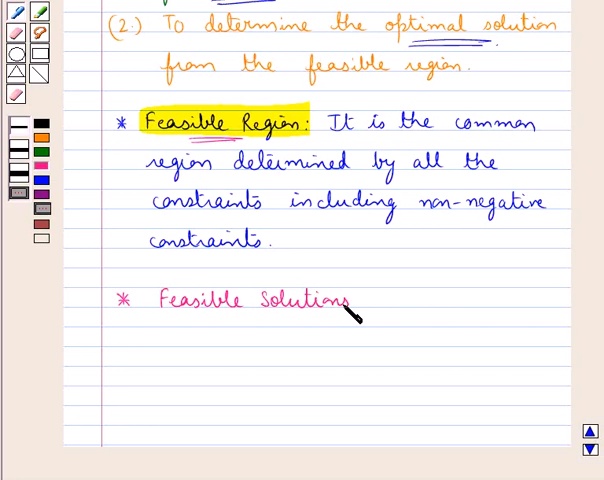 (2.) To determine the optimal solution
from the feasible region.
* Feasible Region: It is the common
region determined by all the
constraints including non-negative
constraints.
* Feasible Solutions